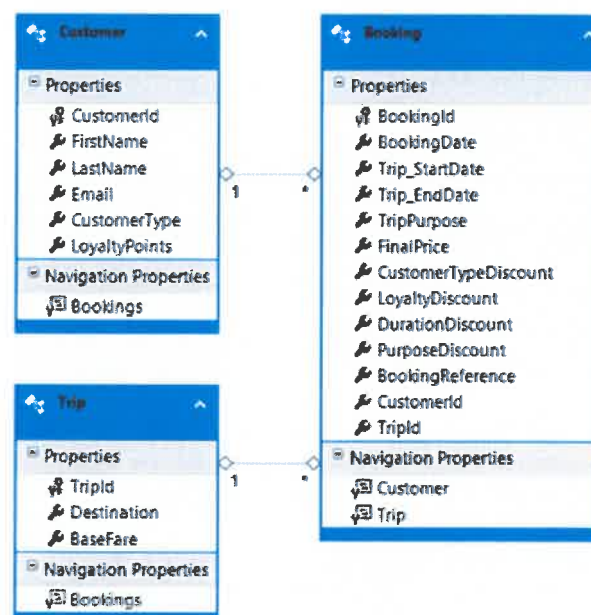 Customer
Properties
CustomerId
FirstName
LastName
Email
CustomerType
LoyaltyPoints
Navigation Properties
Bookings
1
*
Booking
Properties
BookingId
BookingDate
Trip_StartDate
Trip_EndDate
TripPurpose
FinalPrice
CustomerTypeDiscount
LoyaltyDiscount
DurationDiscount
PurposeDiscount
BookingReference
CustomerId
TripId
Navigation Properties
Customer
Trip
Trip
Properties
TripId
Destination
BaseFare
Navigation Properties
Bookings
1
*